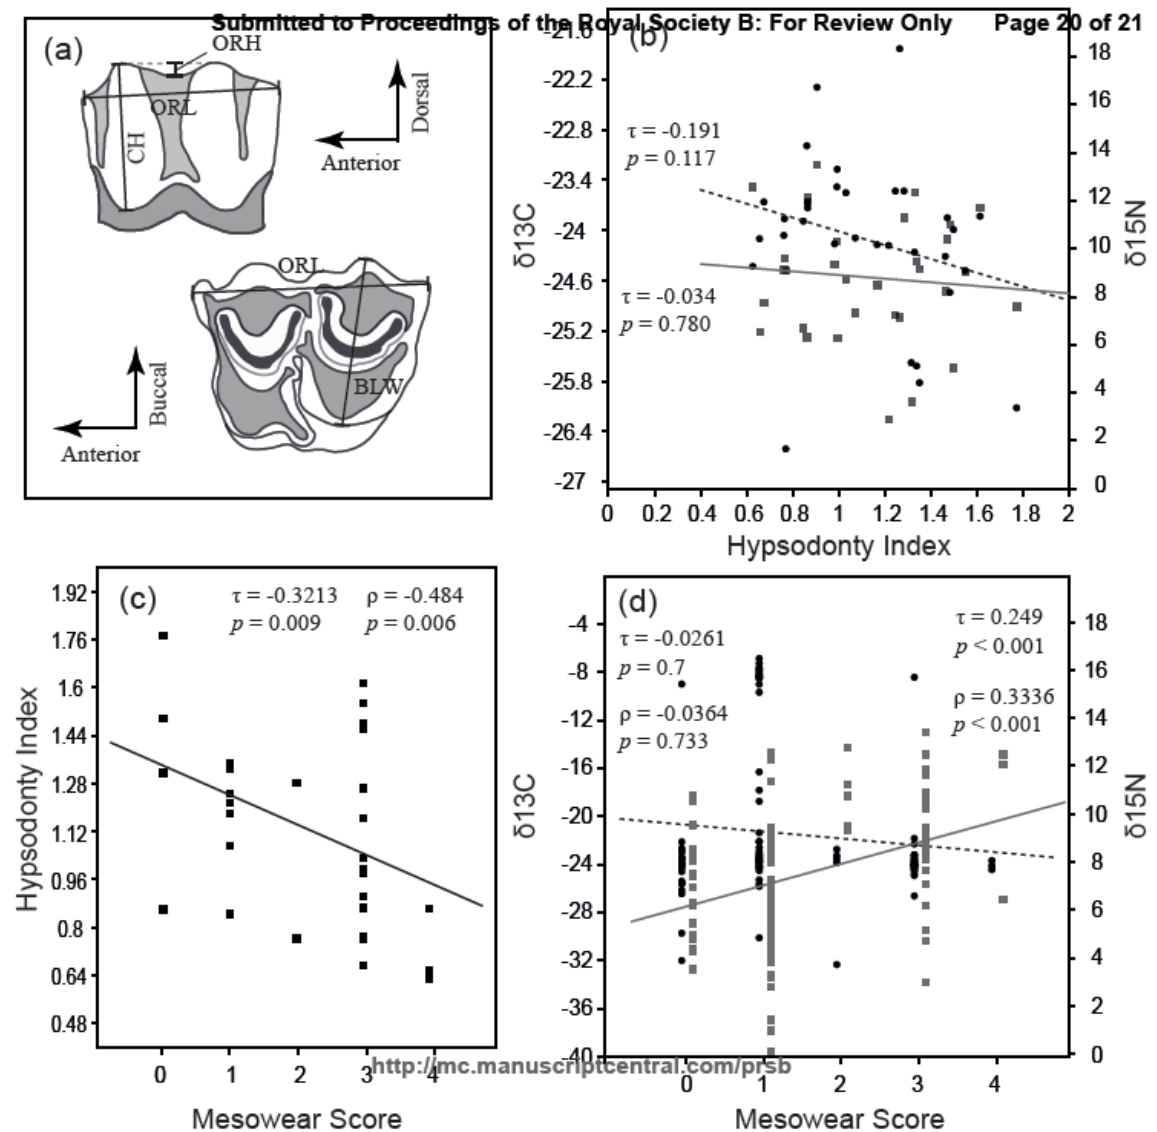 Submitted to Proceedings of the Royal Society B: For Review Only Page 20 of 21
(a)
ORH
ORL
CH
Dorsal
Anterior
ORL
BLW
Buccal
Anterior
(b)
-21.6
-22.2
-22.8
-23.4
-24
-24.6
-25.2
-25.8
-26.4
-27
δ13C
τ = -0.191
p = 0.117
τ = -0.034
p = 0.780
18
16
14
12
10
8
6
4
2
0
δ15N
0 0.2 0.4 0.6 0.8 1 1.2 1.4 1.6 1.8 2
Hypsodonty Index
(c)
τ = -0.3213 ρ = -0.484
p = 0.009 p = 0.006
1.92
1.76
1.6
1.44
1.28
1.12
0.96
0.8
0.64
0.48
Hypsodonty Index
0 1 2 3 4
Mesowear Score
(d)
τ = -0.0261
p = 0.7
ρ = -0.0364
p = 0.733
τ = 0.249
p < 0.001
ρ = 0.3336
p < 0.001
-4
-8
-12
-16
-20
-24
-28
-32
-36
-40
δ13C
18
16
14
12
10
8
6
4
2
0
δ15N
0 1 2 3 4
Mesowear Score
http://mc.manuscriptcentral.com/prsb